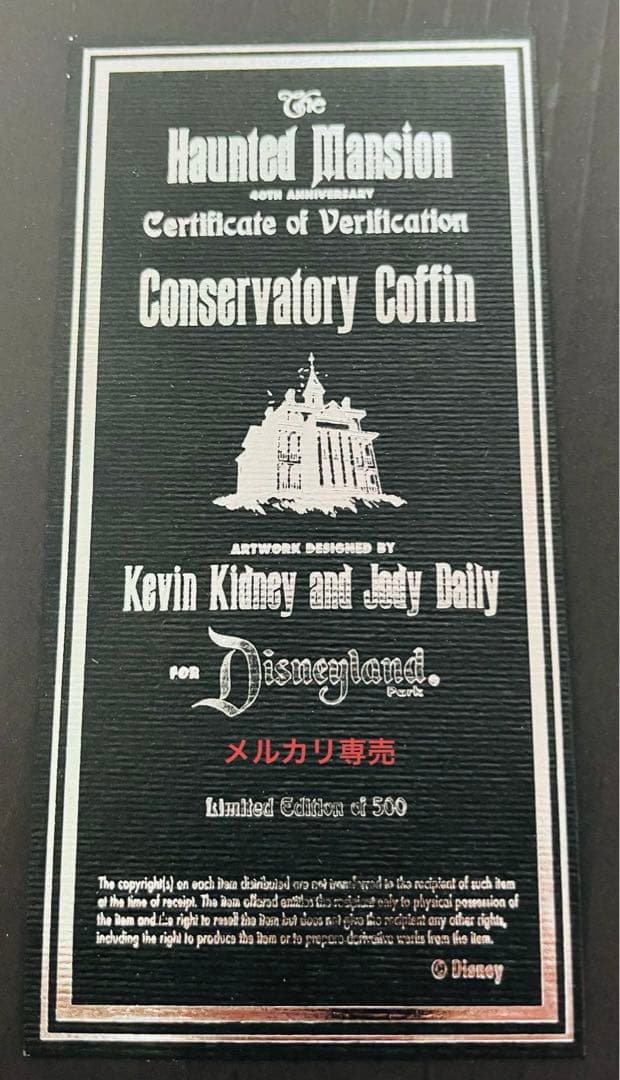 The
Haunted Mansion
40TH ANNIVERSARY
Certificate of Verification
Conservatory Coffin
ARTWORK DESIGNED BY
Kevin Kidney and Jody Daily
FOR Disneyland®
Park
メルカリ専売
Limited Edition of 500
The copyright(s) on each item distributed are not transferred to the recipient of such item
at the time of receipt. The item offered entitles the recipient only to physical possession of
the item and the right to resell the item but does not give the recipient any other rights,
including the right to produce the item or to prepare derivative works from the item.
© Disney